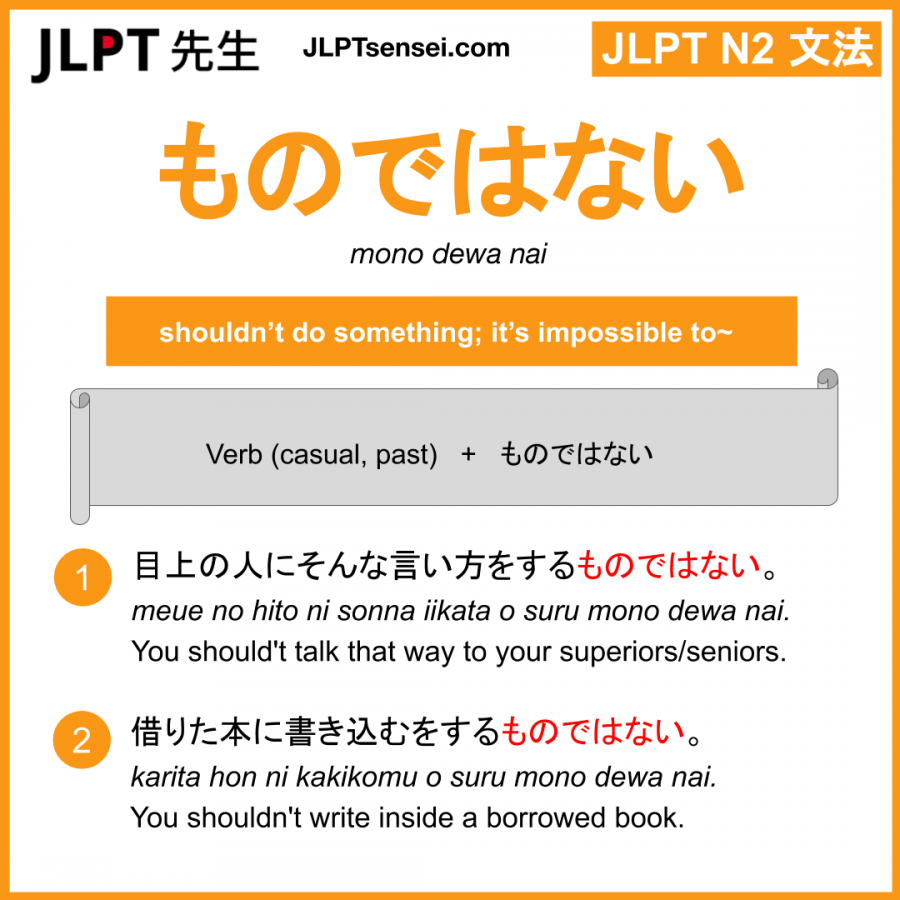 JLPT 先生
JLPTsensei.com
JLPT N2 文法
ものではない
mono dewa nai
shouldn’t do something; it’s impossible to~
Verb (casual, past) + ものではない
1
目上の人にそんな言い方をするものではない。
meue no hito ni sonna iikata o suru mono dewa nai.
You should't talk that way to your superiors/seniors.
2
借りた本に書き込むをするものではない。
karita hon ni kakikomu o suru mono dewa nai.
You shouldn't write inside a borrowed book.